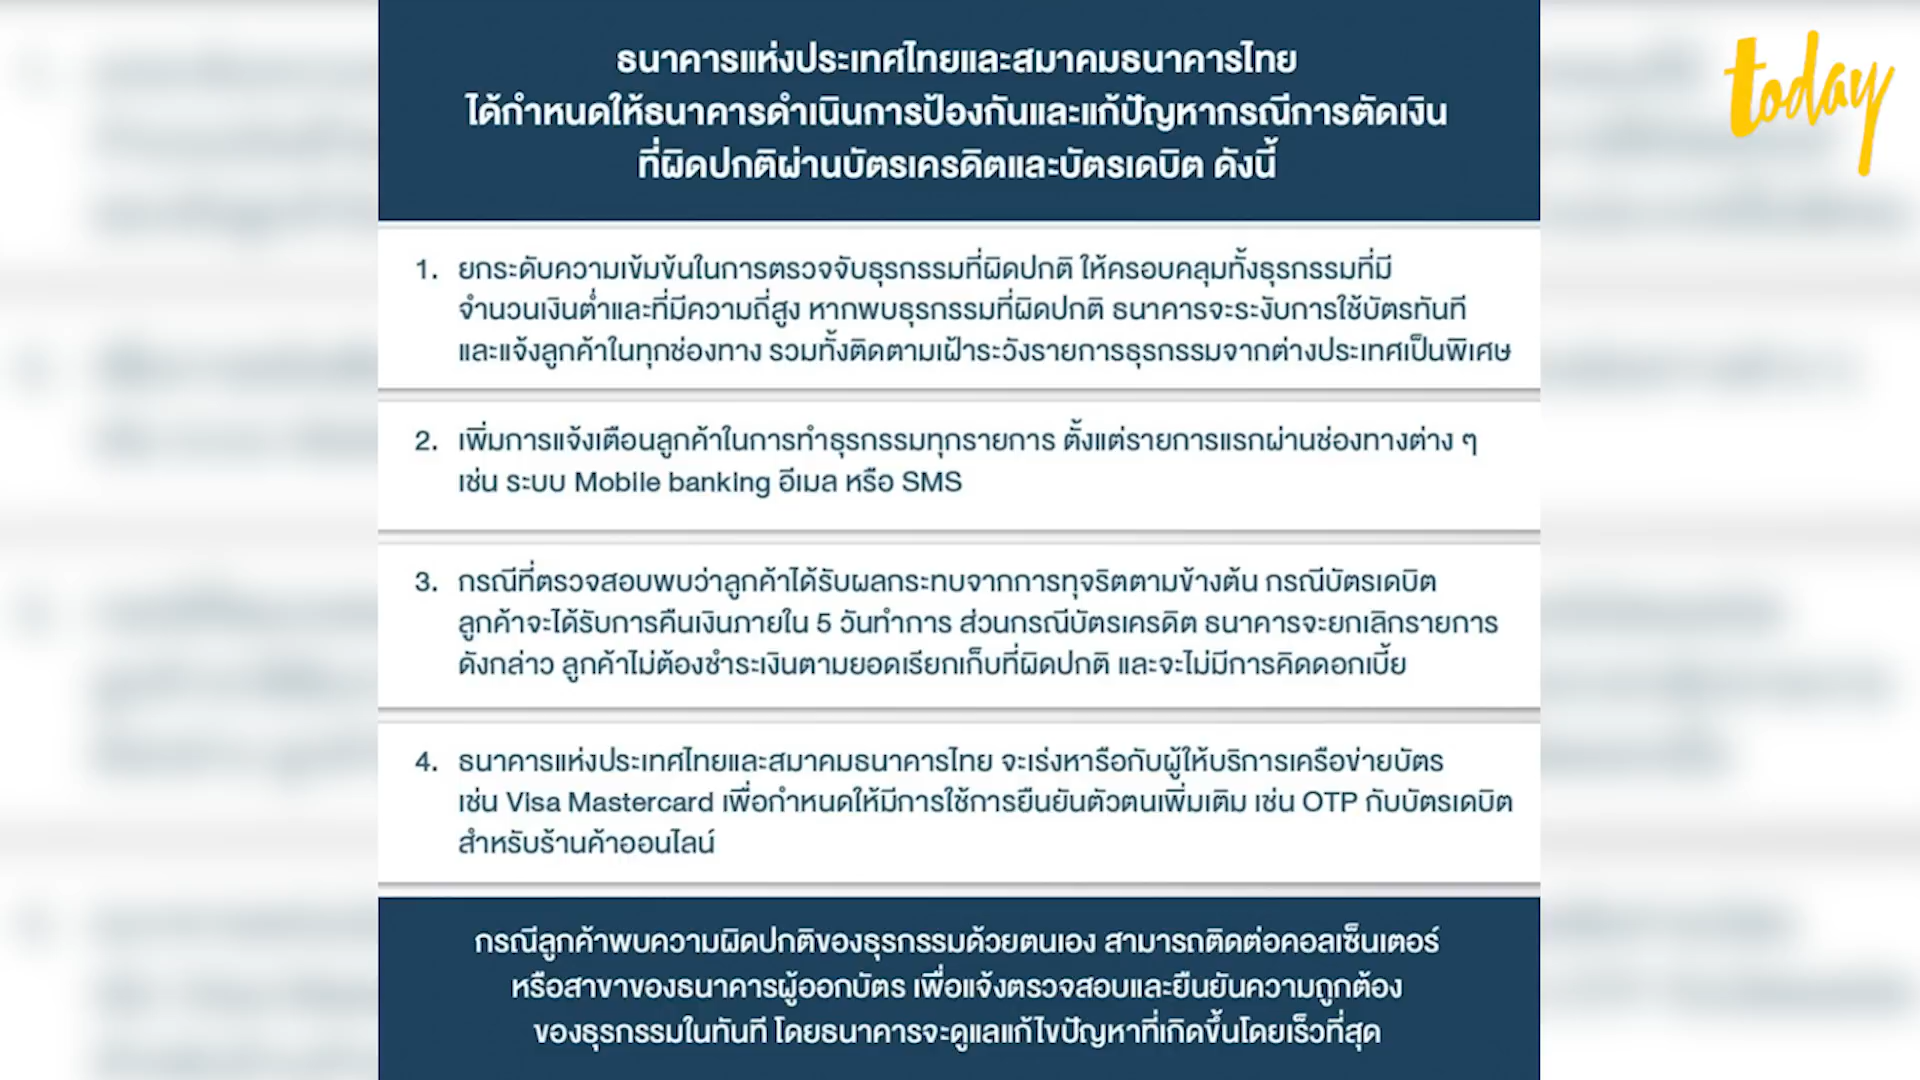 ธนาคารแห่งประเทศไทยและสมาคมธนาคารไทย
ได้กำหนดให้ธนาคารดำเนินการป้องกันและแก้ปัญหากรณีการตัดเงิน
ที่ผิดปกติผ่านบัตรเครดิตและบัตรเดบิต ดังนี้
today
1. ยกระดับความเข้มข้นในการตรวจจับธุรกรรมที่ผิดปกติ ให้ครอบคลุมทั้งธุรกรรมที่มี
จำนวนเงินต่ำและที่มีความถี่สูง หากพบธุรกรรมที่ผิดปกติ ธนาคารจะระงับการใช้บัตรทันที
และแจ้งลูกค้าในทุกช่องทาง รวมทั้งติดตามเฝ้าระวังรายการธุรกรรมจากต่างประเทศเป็นพิเศษ
2. เพิ่มการแจ้งเตือนลูกค้าในการทำธุรกรรมทุกรายการ ตั้งแต่รายการแรกผ่านช่องทางต่าง ๆ
เช่น ระบบ Mobile banking อีเมล หรือ SMS
3. กรณีที่ตรวจสอบพบว่าลูกค้าได้รับผลกระทบจากการทุจริตตามข้างต้น กรณีบัตรเดบิต
ลูกค้าจะได้รับการคืนเงินภายใน 5 วันทำการ ส่วนกรณีบัตรเครดิต ธนาคารจะยกเลิกรายการ
ดังกล่าว ลูกค้าไม่ต้องชำระเงินตามยอดเรียกเก็บที่ผิดปกติ และจะไม่มีการคิดดอกเบี้ย
4. ธนาคารแห่งประเทศไทยและสมาคมธนาคารไทย จะเร่งหารือกับผู้ให้บริการเครือข่ายบัตร
เช่น Visa Mastercard เพื่อกำหนดให้มีการใช้การยืนยันตัวตนเพิ่มเติม เช่น OTP กับบัตรเดบิต
สำหรับร้านค้าออนไลน์
กรณีลูกค้าพบความผิดปกติของธุรกรรมด้วยตนเอง สามารถติดต่อคอลเซ็นเตอร์
หรือสาขาของธนาคารผู้ออกบัตร เพื่อแจ้งตรวจสอบและยืนยันความถูกต้อง
ของธุรกรรมในทันที โดยธนาคารจะดูแลแก้ไขปัญหาที่เกิดขึ้นโดยเร็วที่สุด